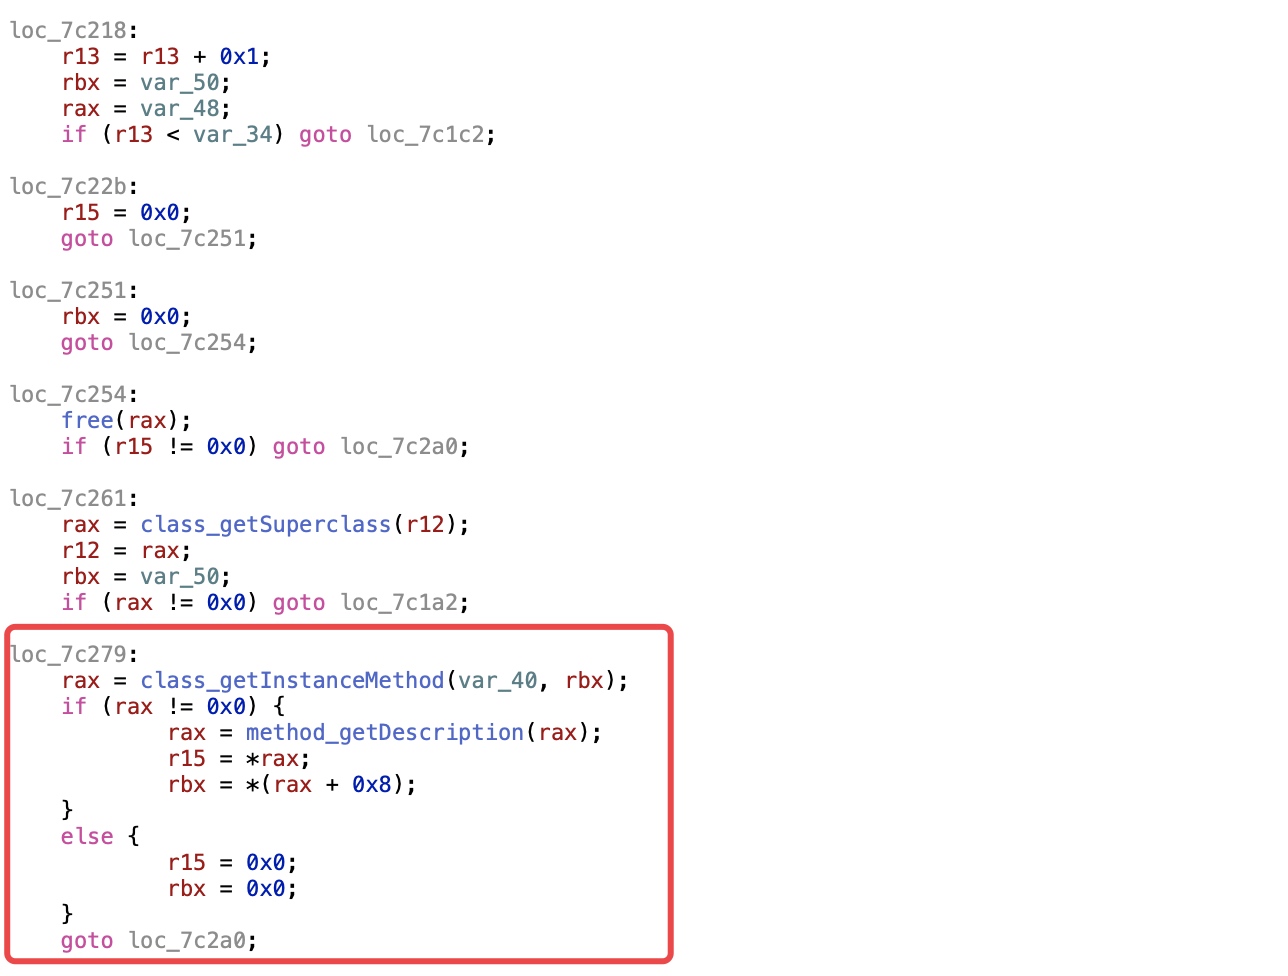 loc_7c218:
r13 = r13 + 0x1;
rbx = var_50;
rax = var_48;
if (r13 < var_34) goto loc_7c1c2;
loc_7c22b:
r15 = 0x0;
goto loc_7c251;
loc_7c251:
rbx = 0x0;
goto loc_7c254;
loc_7c254:
free(rax);
if (r15 != 0x0) goto loc_7c2a0;
loc_7c261:
rax = class_getSuperclass(r12);
r12 = rax;
rbx = var_50;
if (rax != 0x0) goto loc_7c1a2;
loc_7c279:
rax = class_getInstanceMethod(var_40, rbx);
if (rax != 0x0) {
rax = method_getDescription(rax);
r15 = *rax;
rbx = *(rax + 0x8);
}
else {
r15 = 0x0;
rbx = 0x0;
}
goto loc_7c2a0;